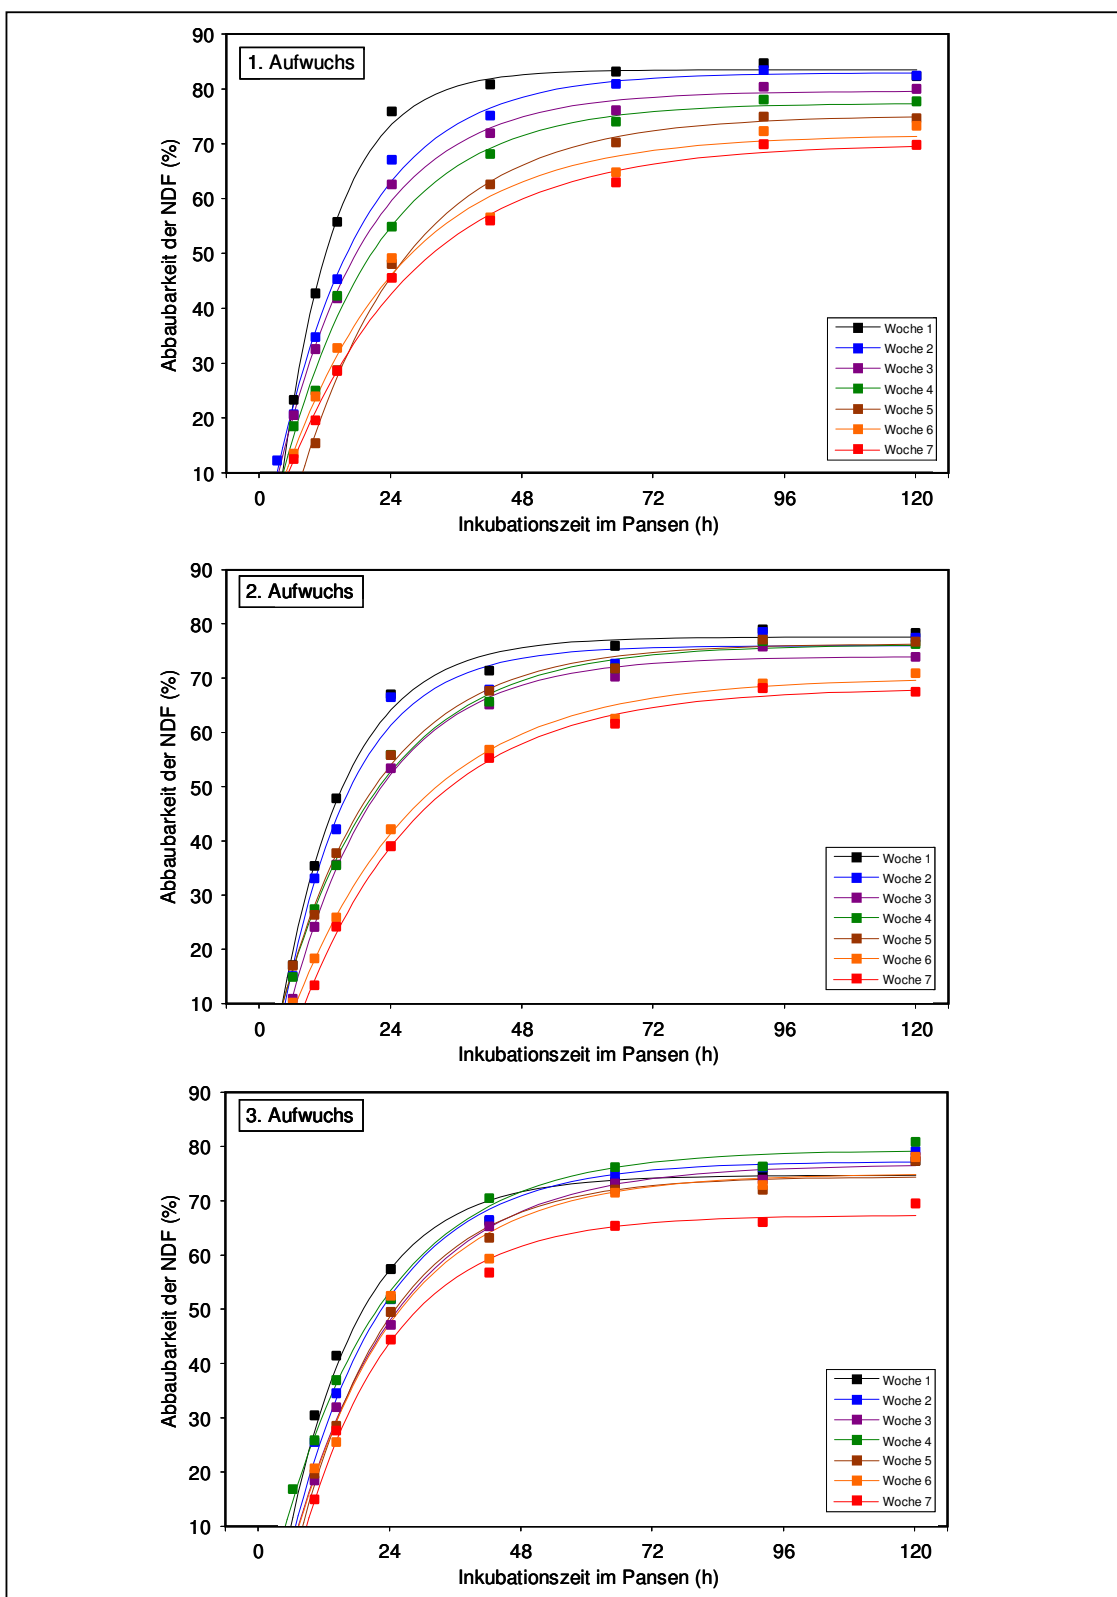 1. Aufwuchs
Abbaubarkeit der NDF (%)
90
80
70
60
50
40
30
20
10
0 24 48 72 96 120
Inkubationszeit im Pansen (h)
Woche 1
Woche 2
Woche 3
Woche 4
Woche 5
Woche 6
Woche 7
2. Aufwuchs
Abbaubarkeit der NDF (%)
90
80
70
60
50
40
30
20
10
0 24 48 72 96 120
Inkubationszeit im Pansen (h)
Woche 1
Woche 2
Woche 3
Woche 4
Woche 5
Woche 6
Woche 7
3. Aufwuchs
Abbaubarkeit der NDF (%)
90
80
70
60
50
40
30
20
10
0 24 48 72 96 120
Inkubationszeit im Pansen (h)
Woche 1
Woche 2
Woche 3
Woche 4
Woche 5
Woche 6
Woche 7